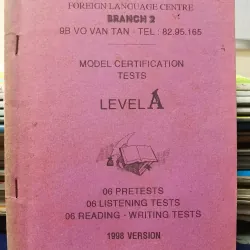 FOREIGN LANGUAGE CENTRE
BRANCH 2
9B VO VAN TAN - TEL : 82.95.165
MODEL CERTIFICATION
TESTS
LEVEL A
06 PRETESTS
06 LISTENING TESTS
06 READING - WRITING TESTS
1998 VERSION